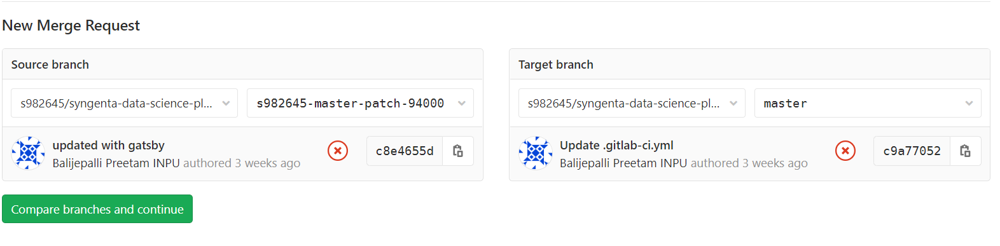 New Merge Request
Source branch
s982645/syngenta-data-science-pl...
s982645-master-patch-94000
updated with gatsby
Balijepalli Preetam INPU authored 3 weeks ago
c8e4655d
Target branch
s982645/syngenta-data-science-pl...
master
Update .gitlab-ci.yml
Balijepalli Preetam INPU authored 3 weeks ago
c9a77052
Compare branches and continue